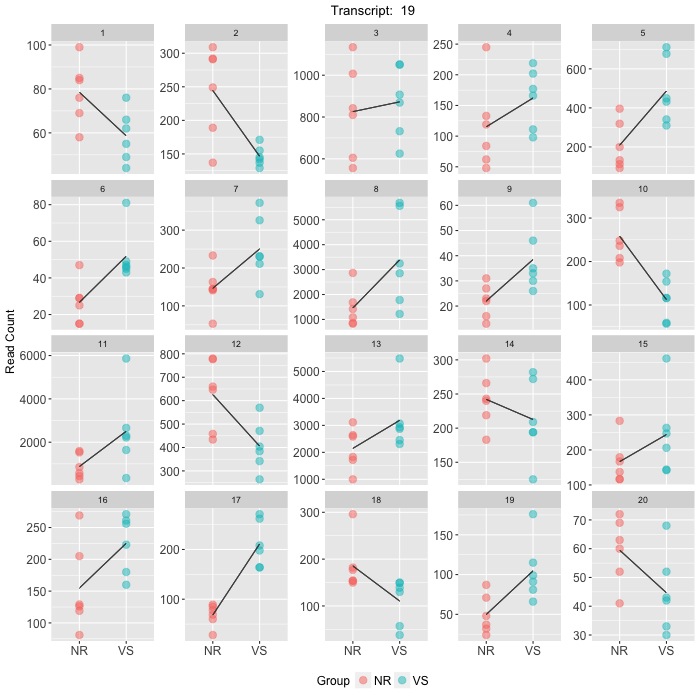 Transcript: 19
1 2 3 4 5
100 80 60
300 250 200 150
1000 800 600
250 200 150 100 50
600 400 200
6 7 8 9 10
80 60 40 20
300 200 100
5000 4000 3000 2000 1000
60 50 40 30 20
300 200 100
Read Count
11 12 13 14 15
6000 4000 2000
800 700 600 500 400 300
5000 4000 3000 2000 1000
300 250 200 150
400 300 200 100
16 17 18 19 20
250 200 150 100
200 100
300 200 100
150 100 50
70 60 50 40 30
NR VS NR VS NR VS NR VS NR VS
Group NR VS